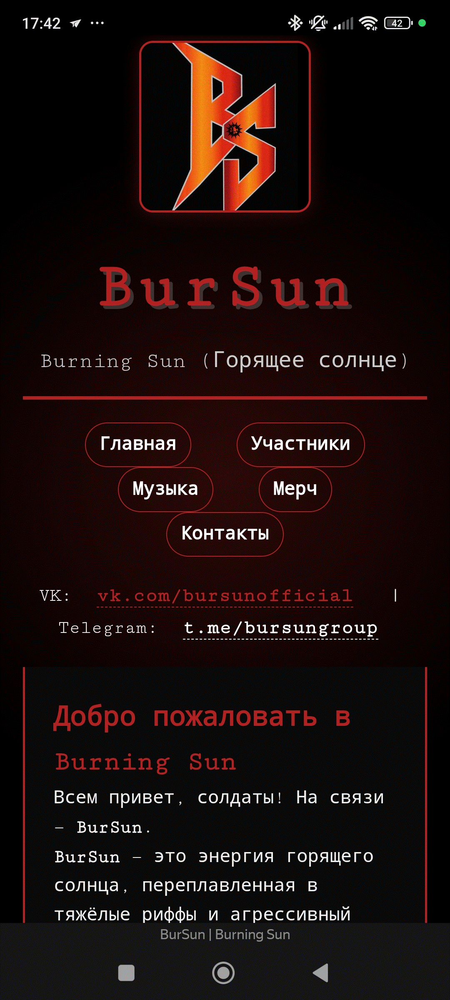 17:42
42
BS
BurSun
Burning Sun (Горящее солнце)
Главная Участники
Музыка Мерч
Контакты
VK: vk.com/bursunofficial |
Telegram: t.me/bursungroup
Добро пожаловать в
Burning Sun
Всем привет, солдаты! На связи
— BurSun.
BurSun — это энергия горящего
солнца, переплавленная в
тяжёлые риффы и агрессивный
BurSun | Burning Sun